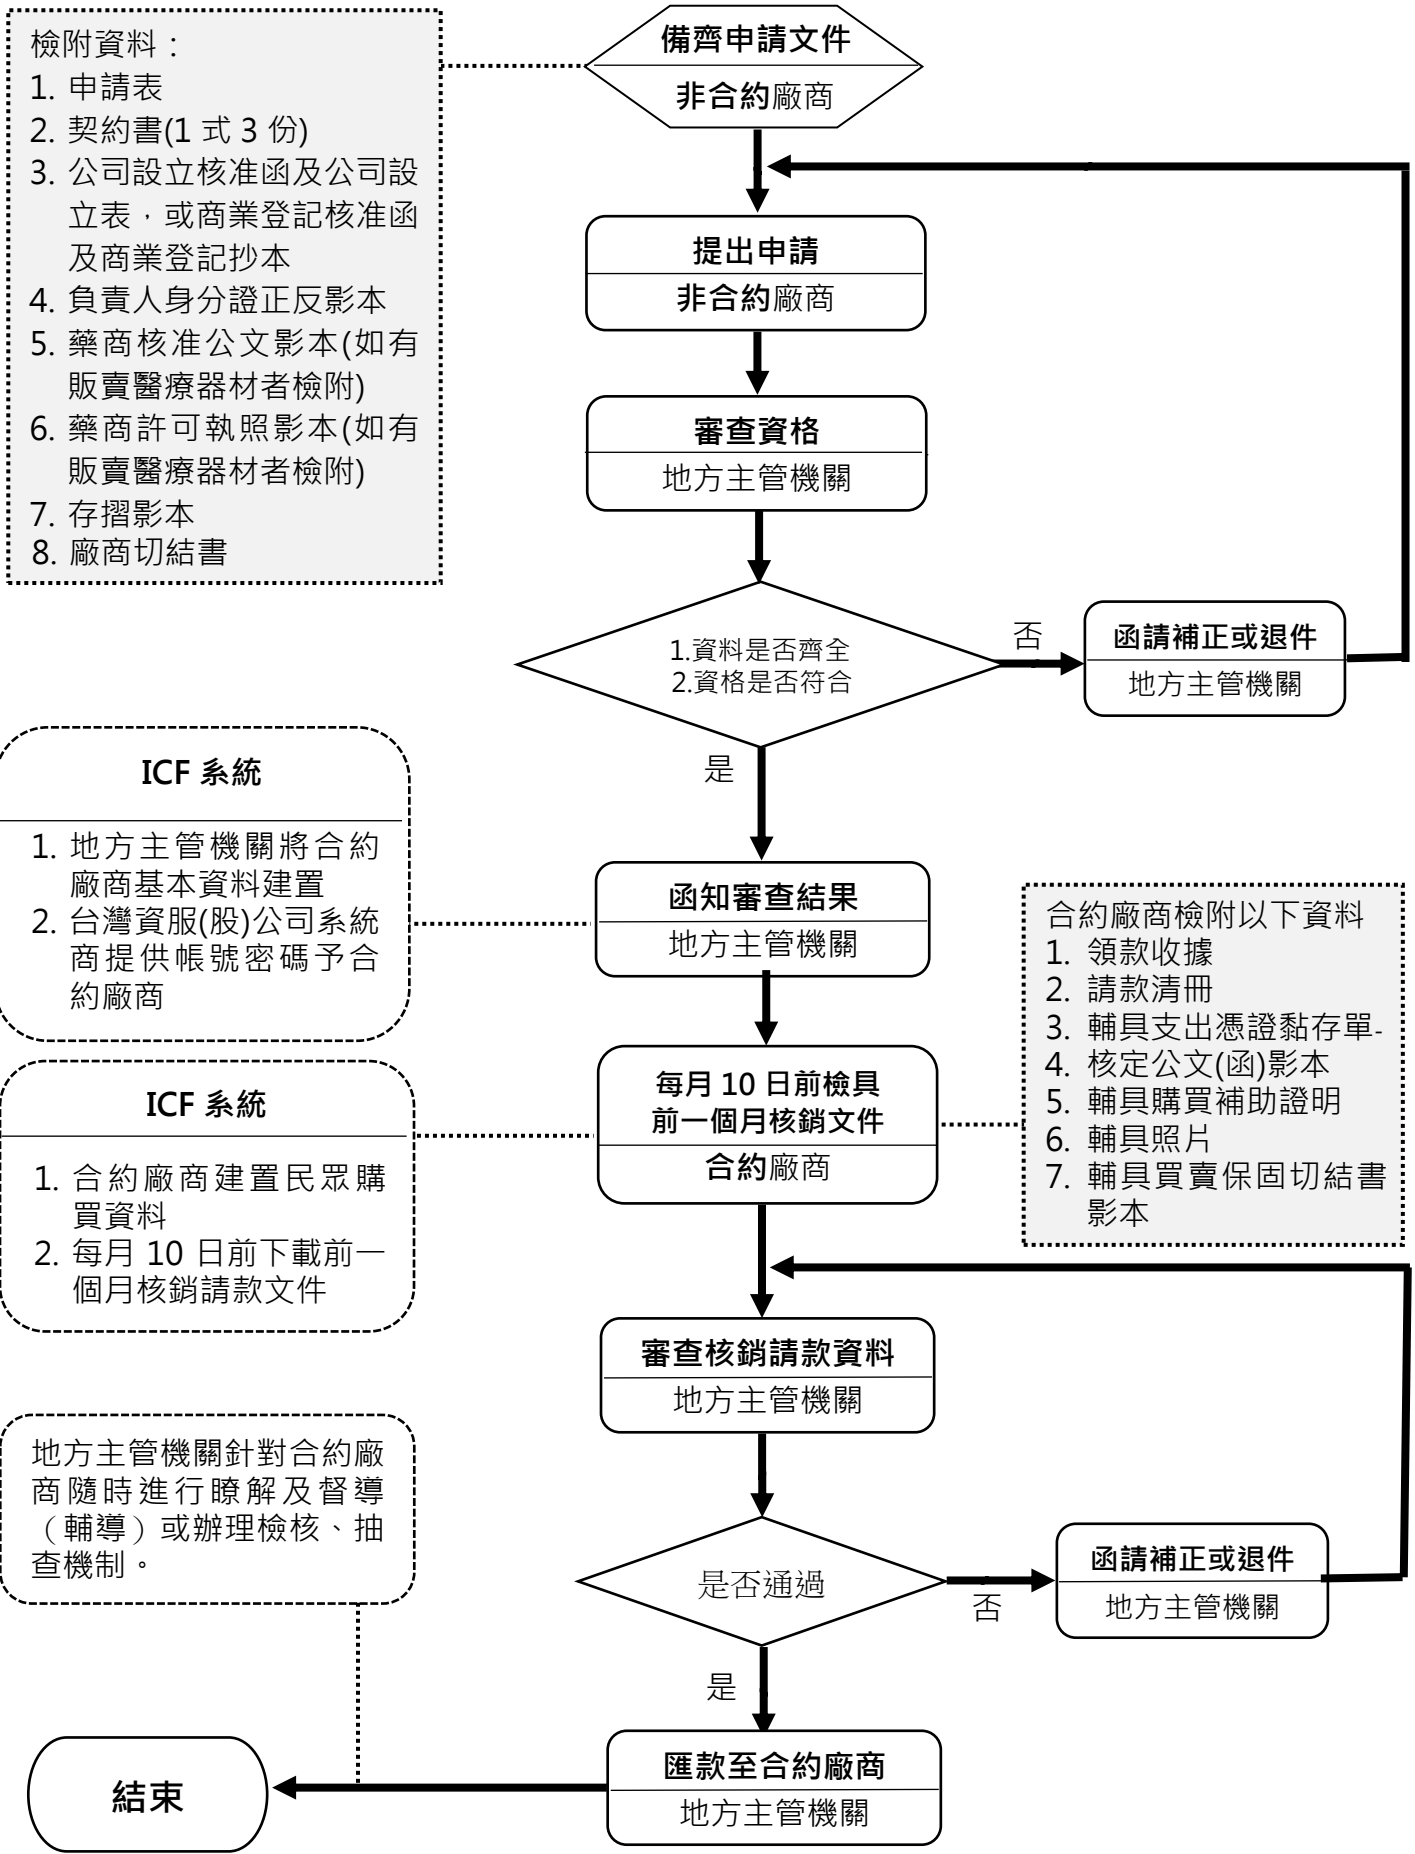 檢附資料：
1. 申請表
2. 契約書(1 式 3 份)
3. 公司設立核准函及公司設
立表，或商業登記核准函
及商業登記抄本
4. 負責人身分證正反影本
5. 藥商核准公文影本(如有
販賣醫療器材者檢附)
6. 藥商許可執照影本(如有
販賣醫療器材者檢附)
7. 存摺影本
8. 廠商切結書
備齊申請文件
非合約廠商
提出申請
非合約廠商
審查資格
地方主管機關
1.資料是否齊全
2.資格是否符合
否
函請補正或退件
地方主管機關
是
ICF 系統
1. 地方主管機關將合約
廠商基本資料建置
2. 台灣資服(股)公司系統
商提供帳號密碼予合
約廠商
函知審查結果
地方主管機關
合約廠商檢附以下資料
1. 領款收據
2. 請款清冊
3. 輔具支出憑證黏存單-
4. 核定公文(函)影本
5. 輔具購買補助證明
6. 輔具照片
7. 輔具買賣保固切結書
影本
ICF 系統
1. 合約廠商建置民眾購
買資料
2. 每月 10 日前下載前一
個月核銷請款文件
每月 10 日前檢具
前一個月核銷文件
合約廠商
審查核銷請款資料
地方主管機關
地方主管機關針對合約廠
商隨時進行瞭解及督導
（輔導）或辦理檢核、抽
查機制。
是否通過
否
函請補正或退件
地方主管機關
是
匯款至合約廠商
地方主管機關
結束